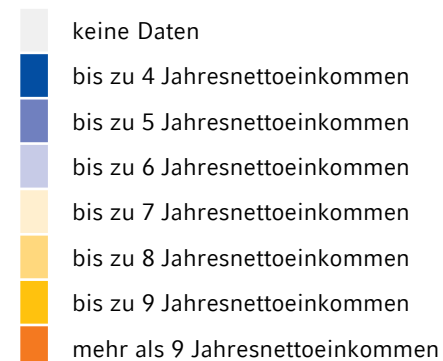 keine Daten
bis zu 4 Jahresnettoeinkommen
bis zu 5 Jahresnettoeinkommen
bis zu 6 Jahresnettoeinkommen
bis zu 7 Jahresnettoeinkommen
bis zu 8 Jahresnettoeinkommen
bis zu 9 Jahresnettoeinkommen
mehr als 9 Jahresnettoeinkommen